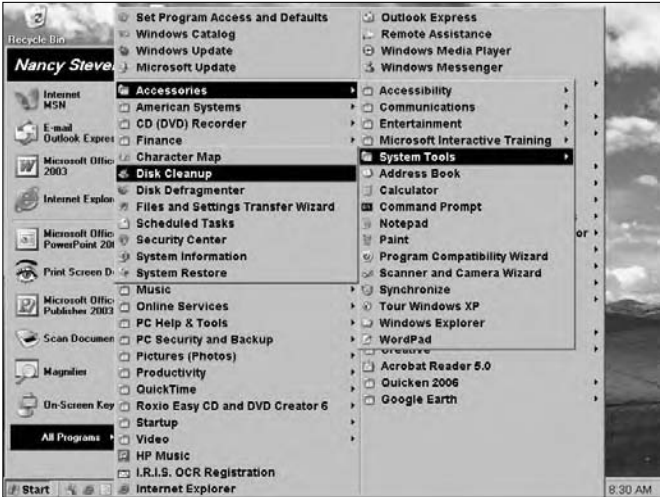 Recycle Bin
Nancy Steve
Internet
MSN
E-mail
Outlook Expres
Microsoft Offic
2003
Internet Explor
Microsoft Offic
PowerPoint 20
Print Screen D
Microsoft Offic
Publisher 2003
Scan Documen
Magnifier
On-Screen Key
All Programs
Start
Set Program Access and Defaults
Windows Catalog
Windows Update
Microsoft Update
Accessories
American Systems
CD (DVD) Recorder
Finance
Character Map
Disk Cleanup
Disk Defragmenter
Files and Settings Transfer Wizard
Scheduled Tasks
Security Center
System Information
System Restore
Music
Online Services
PC Help & Tools
PC Security and Backup
Pictures (Photos)
Productivity
QuickTime
Roxio Easy CD and DVD Creator 6
Startup
Video
HP Music
I.R.I.S. OCR Registration
Internet Explorer
Outlook Express
Remote Assistance
Windows Media Player
Windows Messenger
Accessibility
Communications
Entertainment
Microsoft Interactive Training
System Tools
Address Book
Calculator
Command Prompt
Notepad
Paint
Program Compatibility Wizard
Scanner and Camera Wizard
Synchronize
Tour Windows XP
Windows Explorer
WordPad
or
Creative
Acrobat Reader 5.0
Quicken 2006
Google Earth
8:30 AM